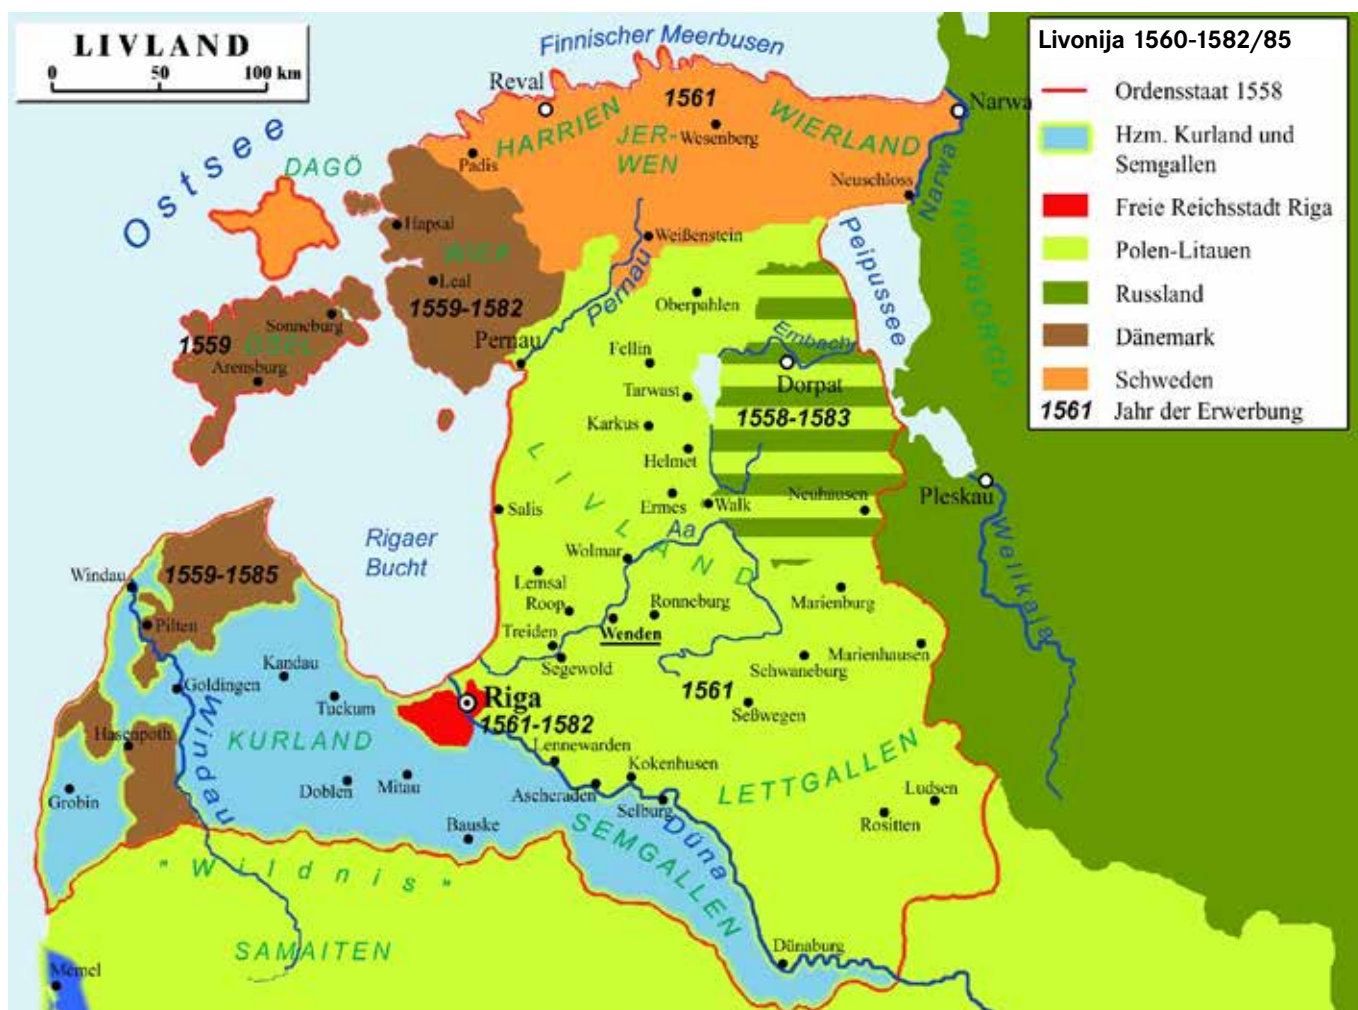 LIVLAND
0 50 100 km
Livonija 1560-1582/85
Ordensstaat 1558
Hzm. Kurland und
Semgallen
Freie Reichsstadt Riga
Polen-Litauen
Russland
Dänemark
Schweden
1561 Jahr der Erwerbung
Finnischer Meerbusen
Ostsee
Reval
Narwa
Narwa
1561
HARRIEN
JER-
WEN
WIERLAND
Wesenberg
Padis
DAGÖ
Neuschloss
NOWGORGD
Hapsal
WIEK
Leal
1559-1582
Weißenstein
Pernau
Peipussee
Oberpahlen
Sonneburg
1559
ÖSEL
Arensburg
Pernau
Fellin
Embach
Dorpat
1558-1583
Tarwast
Karkus
Helmet
LIVLAND
Pleskau
Welikaja
Neuhausen
Ermes
Walk
Salis
Aa
Rigaer
Bucht
Wolmar
Windau
1559-1585
Lemsal
Roop
Ronneburg
Marienburg
Pilten
Treiden
Wenden
Segewold
Schwaneburg
Marienhausen
Kandau
Goldingen
Tuckum
Riga
1561-1582
1561
Seßwegen
Windau
Hasenpoth
KURLAND
Lennewarden
Kokenhusen
LETTGALLEN
Grobin
Doblen
Mitau
Ascheraden
Selburg
Düna
Ludsen
Rositten
Bauske
SEMGALLEN
"Wildnis"
SAMAITEN
Dünaburg
Memel